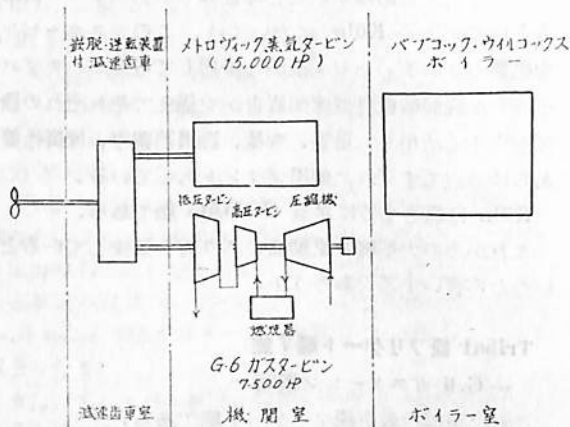 嵌脱・逆転装置
付減速歯車
メトロヴィック蒸気タービン
(15,000 HP)
バブコック・ウイルコックス
ボイラー
低圧タービン
高圧タービン
圧縮機
燃焼器
G.6 ガスタービン
7500 HP
減速歯車室
機関室
ボイラー室